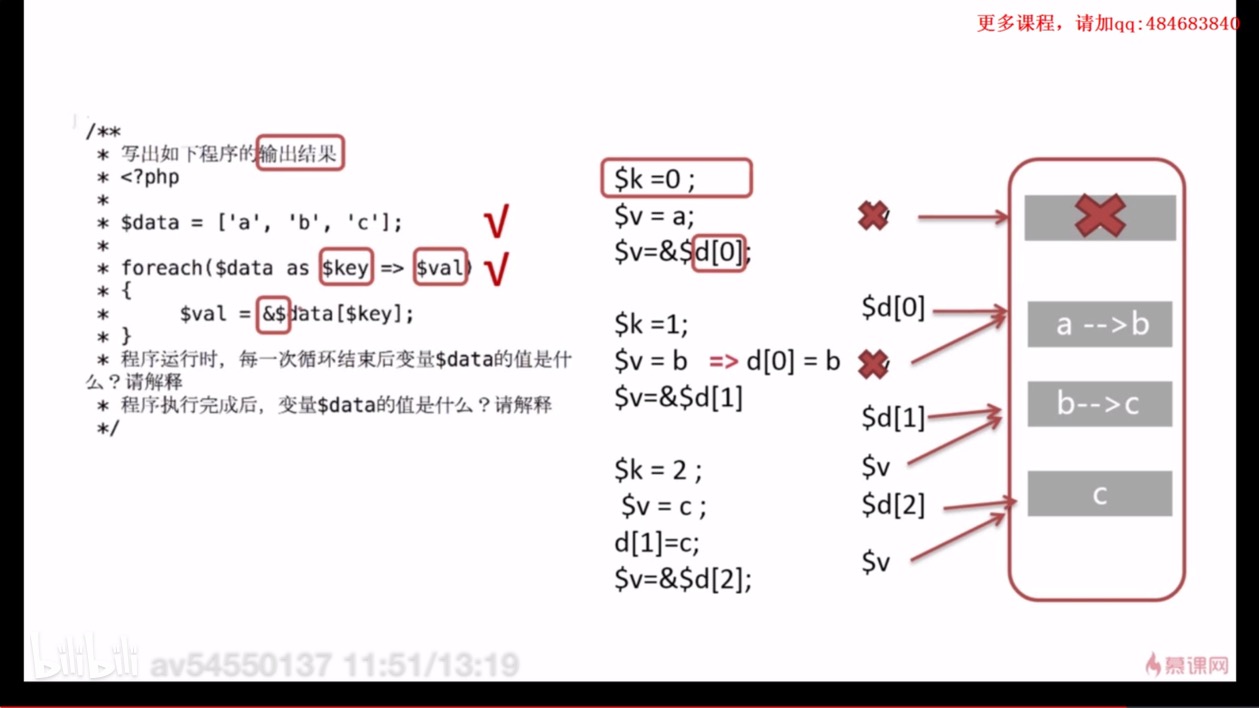 更多课程，请加qq:484683840
/**
* 写出如下程序的输出结果
* <?php
*
* $data = ['a', 'b', 'c'];
*
* foreach($data as $key => $val)
* {
* $val = &$data[$key];
* }
* 程序运行时，每一次循环结束后变量$data的值是什
么？请解释
* 程序执行完成后，变量$data的值是什么？请解释
*/
√
√
$k =0 ;
$v = a;
$v=&$d[0];
$k =1;
$v = b => d[0] = b
$v=&$d[1]
$k = 2 ;
$v = c ;
d[1]=c;
$v=&$d[2];
$d[0]
$d[1]
$v
$d[2]
$v
a -->b
b-->c
c
bilibili av54550137 11:51/13:19
慕课网